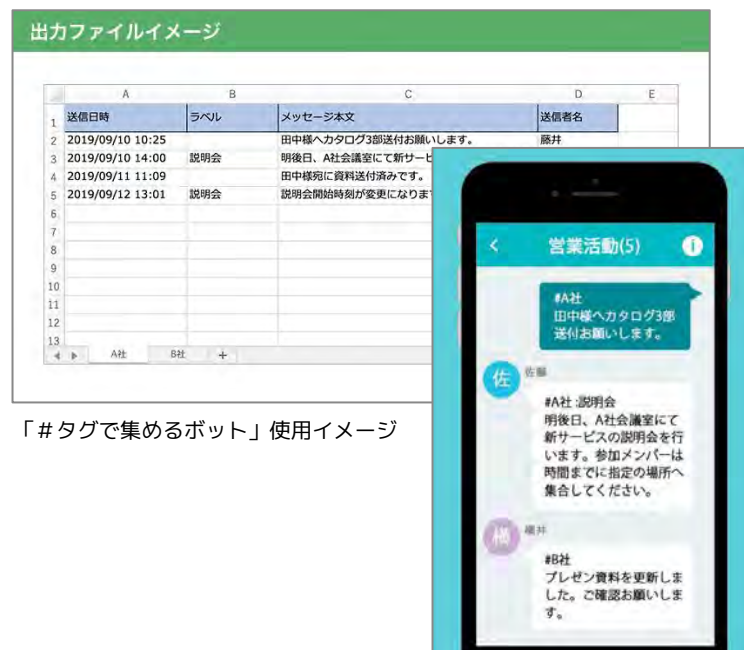 出力ファイルイメージ
A B C D E
1 送信日時 ラベル メッセージ本文 送信者名
2 2019/09/10 10:25 田中様へカタログ3部送付お願いします。 藤井
3 2019/09/10 14:00 説明会 明後日、A社会議室にて新サービ
4 2019/09/11 11:09 田中様宛に資料送付済みです。
5 2019/09/12 13:01 説明会 説明会開始時刻が変更になりま
6
7
8
9
10
11
12
13
A社 B社 +
「#タグで集めるボット」使用イメージ
営業活動(5)
#A社
田中様へカタログ3部
送付お願いします。
佐
佐藤
#A社:説明会
明後日、A社会議室にて
新サービスの説明会を行
います。参加メンバーは
時間までに指定の場所へ
集合してください。
#B社
プレゼン資料を更新しま
した。ご確認お願いしま
す。